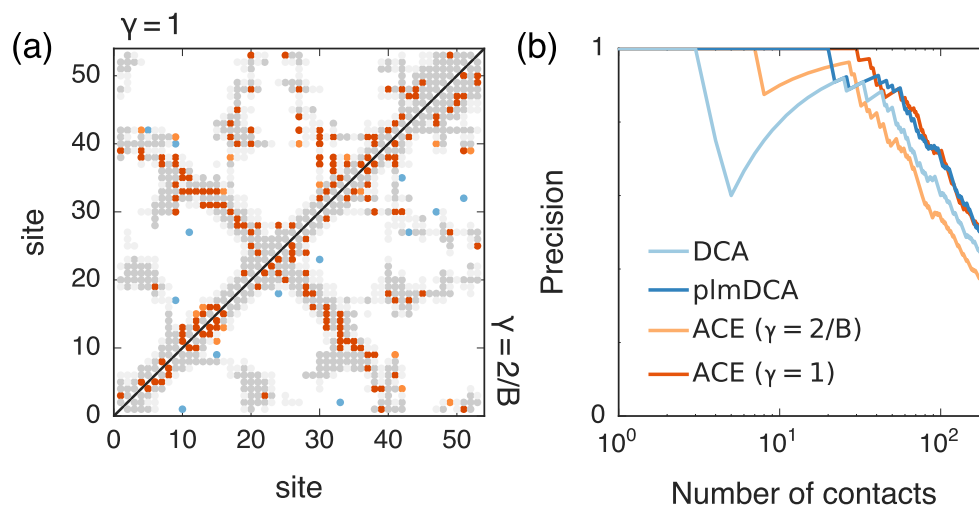 γ = 1
(a)
50
40
30
20
10
0
site
0 10 20 30 40 50
site
γ = 2/B
(b)
1
0
Precision
DCA
plmDCA
ACE (γ = 2/B)
ACE (γ = 1)
10^0 10^1 10^2
Number of contacts